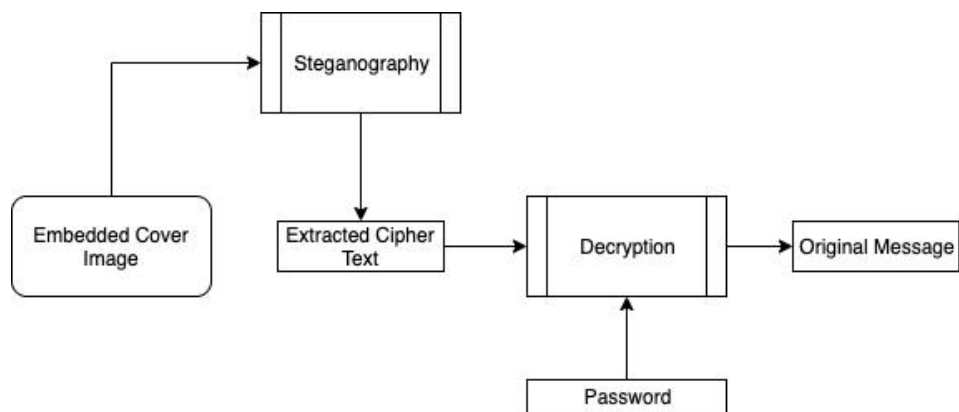 Steganography
Embedded Cover
Image
Extracted Cipher
Text
Decryption
Original Message
Password